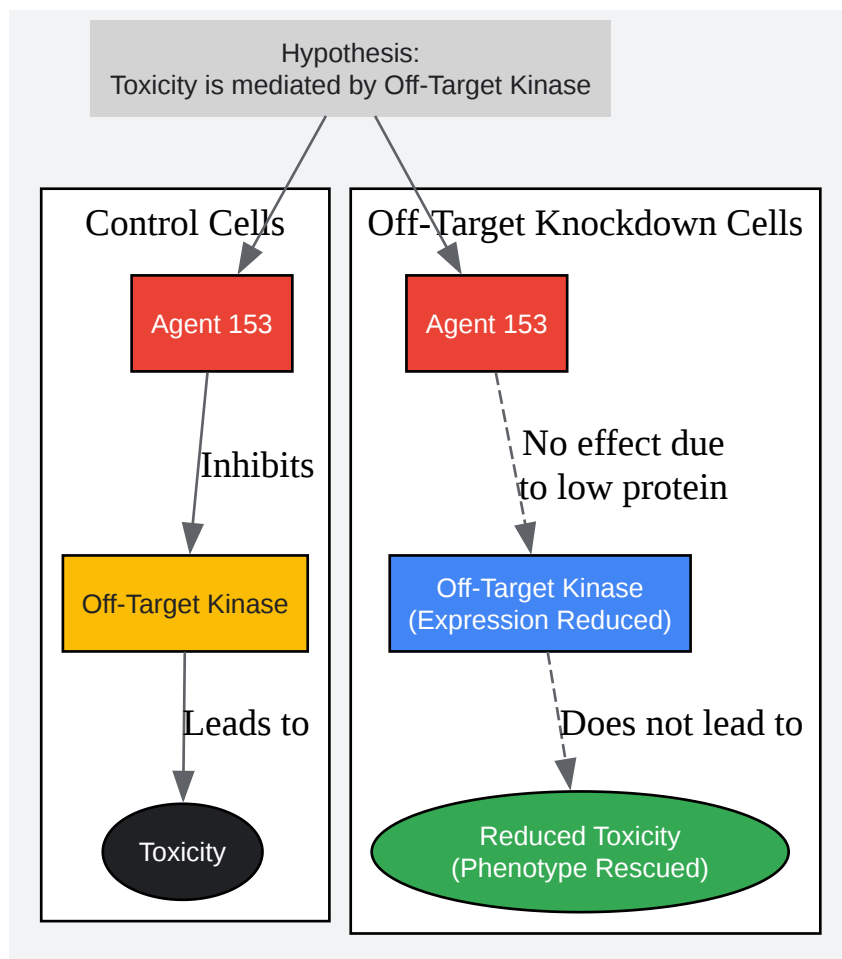 Hypothesis:
Toxicity is mediated by Off-Target Kinase
Control Cells
Agent 153
Inhibits
Off-Target Kinase
Leads to
Toxicity
Off-Target Knockdown Cells
Agent 153
No effect due
to low protein
Off-Target Kinase
(Expression Reduced)
Does not lead to
Reduced Toxicity
(Phenotype Rescued)